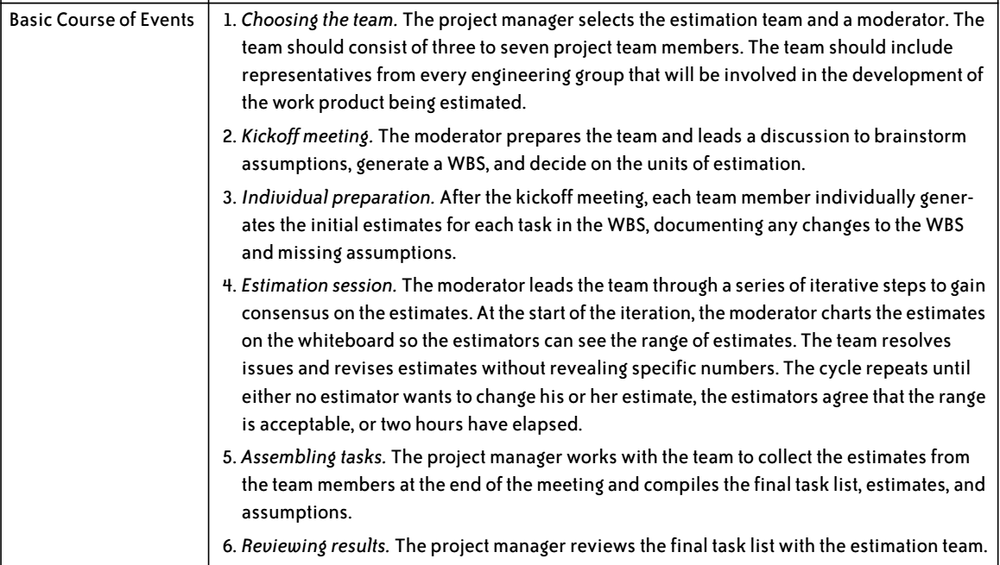 Basic Course of Events
1. Choosing the team. The project manager selects the estimation team and a moderator. The
team should consist of three to seven project team members. The team should include
representatives from every engineering group that will be involved in the development of
the work product being estimated.
2. Kickoff meeting. The moderator prepares the team and leads a discussion to brainstorm
assumptions, generate a WBS, and decide on the units of estimation.
3. Individual preparation. After the kickoff meeting, each team member individually gener-
ates the initial estimates for each task in the WBS, documenting any changes to the WBS
and missing assumptions.
4. Estimation session. The moderator leads the team through a series of iterative steps to gain
consensus on the estimates. At the start of the iteration, the moderator charts the estimates
on the whiteboard so the estimators can see the range of estimates. The team resolves
issues and revises estimates without revealing specific numbers. The cycle repeats until
either no estimator wants to change his or her estimate, the estimators agree that the range
is acceptable, or two hours have elapsed.
5. Assembling tasks. The project manager works with the team to collect the estimates from
the team members at the end of the meeting and compiles the final task list, estimates, and
assumptions.
6. Reviewing results. The project manager reviews the final task list with the estimation team.